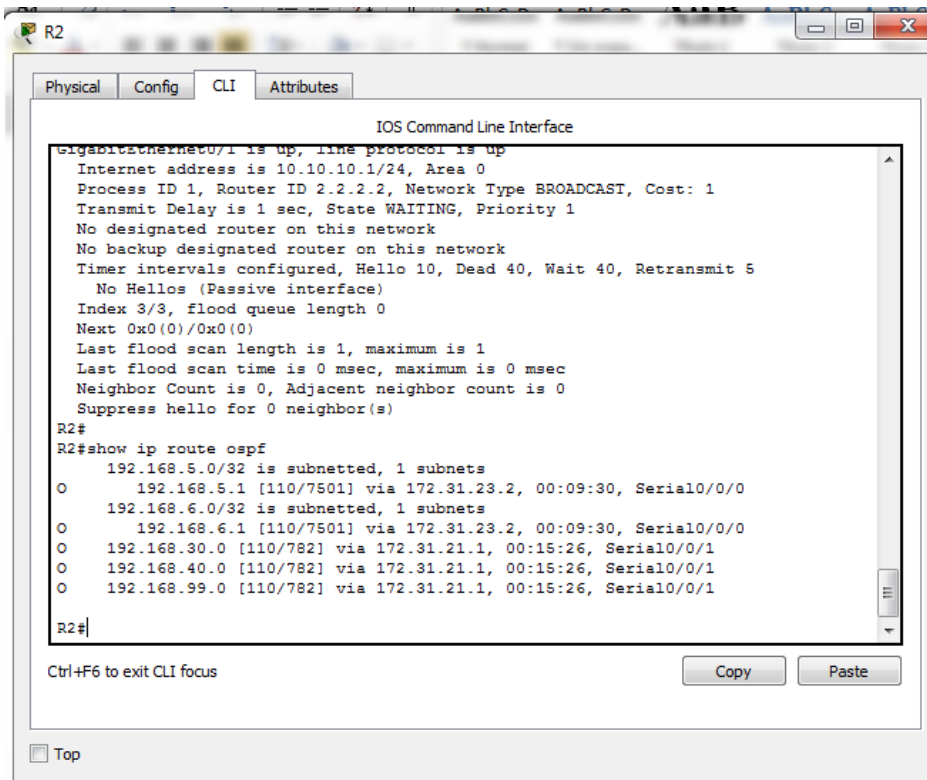 R2
Physical Config CLI Attributes
IOS Command Line Interface
GigabitEthernet0/1 is up, line protocol is up
Internet address is 10.10.10.1/24, Area 0
Process ID 1, Router ID 2.2.2.2, Network Type BROADCAST, Cost: 1
Transmit Delay is 1 sec, State WAITING, Priority 1
No designated router on this network
No backup designated router on this network
Timer intervals configured, Hello 10, Dead 40, Wait 40, Retransmit 5
No Hellos (Passive interface)
Index 3/3, flood queue length 0
Next 0x0(0)/0x0(0)
Last flood scan length is 1, maximum is 1
Last flood scan time is 0 msec, maximum is 0 msec
Neighbor Count is 0, Adjacent neighbor count is 0
Suppress hello for 0 neighbor(s)
R2#
R2#show ip route ospf
192.168.5.0/32 is subnetted, 1 subnets
O 192.168.5.1 [110/7501] via 172.31.23.2, 00:09:30, Serial0/0/0
192.168.6.0/32 is subnetted, 1 subnets
O 192.168.6.1 [110/7501] via 172.31.23.2, 00:09:30, Serial0/0/0
O 192.168.30.0 [110/782] via 172.31.21.1, 00:15:26, Serial0/0/1
O 192.168.40.0 [110/782] via 172.31.21.1, 00:15:26, Serial0/0/1
O 192.168.99.0 [110/782] via 172.31.21.1, 00:15:26, Serial0/0/1
R2#
Ctrl+F6 to exit CLI focus
Copy Paste
Top